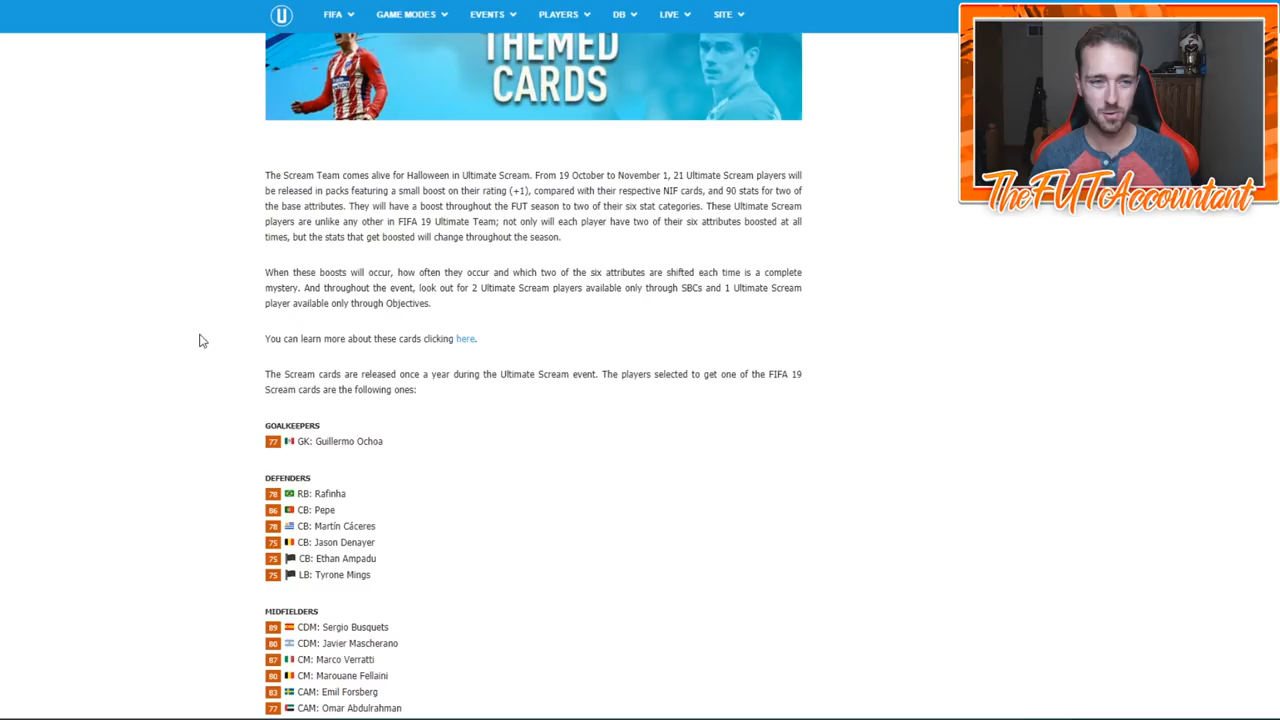 U FIFA GAME MODES EVENTS PLAYERS DB LIVE SITE
THEMED
CARDS
TheFUTAccountant
The Scream Team comes alive for Halloween in Ultimate Scream. From 19 October to November 1, 21 Ultimate Scream players will
be released in packs featuring a small boost on their rating (+1), compared with their respective NIF cards, and 90 stats for two of
the base attributes. They will have a boost throughout the FUT season to two of their six stat categories. These Ultimate Scream
players are unlike any other in FIFA 19 Ultimate Team; not only will each player have two of their six attributes boosted at all
times, but the stats that get boosted will change throughout the season.
When these boosts will occur, how often they occur and which two of the six attributes are shifted each time is a complete
mystery. And throughout the event, look out for 2 Ultimate Scream players available only through SBCs and 1 Ultimate Scream
player available only through Objectives.
You can learn more about these cards clicking here.
The Scream cards are released once a year during the Ultimate Scream event. The players selected to get one of the FIFA 19
Scream cards are the following ones:
GOALKEEPERS
77 GK: Guillermo Ochoa
DEFENDERS
78 RB: Rafinha
86 CB: Pepe
78 CB: Martín Cáceres
75 CB: Jason Denayer
75 CB: Ethan Ampadu
75 LB: Tyrone Mings
MIDFIELDERS
89 CDM: Sergio Busquets
80 CDM: Javier Mascherano
87 CM: Marco Verratti
80 CM: Marouane Fellaini
83 CAM: Emil Forsberg
77 CAM: Omar Abdulrahman